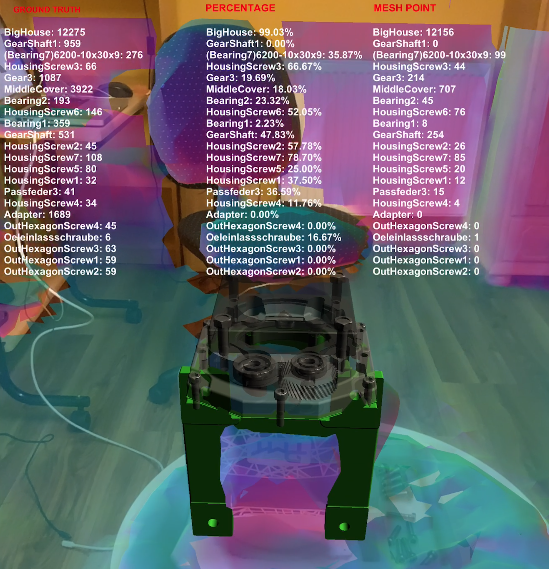 GROUND TRUTH PERCENTAGE MESH POINT
BigHouse: 12275 BigHouse: 99.03% BigHouse: 12156
GearShaft1: 959 GearShaft1: 0.00% GearShaft1: 0
(Bearing7)6200-10x30x9: 276 (Bearing7)6200-10x30x9: 35.87% (Bearing7)6200-10x30x9: 99
HousingScrew3: 66 HousingScrew3: 66.67% HousingScrew3: 44
Gear3: 1087 Gear3: 19.69% Gear3: 214
MiddleCover: 3922 MiddleCover: 18.03% MiddleCover: 707
Bearing2: 193 Bearing2: 23.32% Bearing2: 45
HousingScrew6: 146 HousingScrew6: 52.05% HousingScrew6: 76
Bearing1: 359 Bearing1: 2.23% Bearing1: 8
GearShaft: 531 GearShaft: 47.83% GearShaft: 254
HousingScrew2: 45 HousingScrew2: 57.78% HousingScrew2: 26
HousingScrew7: 108 HousingScrew7: 78.70% HousingScrew7: 85
HousingScrew5: 80 HousingScrew5: 25.00% HousingScrew5: 20
HousingScrew1: 32 HousingScrew1: 37.50% HousingScrew1: 12
Passfeder3: 41 Passfeder3: 36.59% Passfeder3: 15
HousingScrew4: 34 HousingScrew4: 11.76% HousingScrew4: 4
Adapter: 1689 Adapter: 0.00% Adapter: 0
OutHexagonScrew4: 45 OutHexagonScrew4: 0.00% OutHexagonScrew4: 0
Oeleinlassschraube: 6 Oeleinlassschraube: 16.67% Oeleinlassschraube: 1
OutHexagonScrew3: 63 OutHexagonScrew3: 0.00% OutHexagonScrew3: 0
OutHexagonScrew1: 59 OutHexagonScrew1: 0.00% OutHexagonScrew1: 0
OutHexagonScrew2: 59 OutHexagonScrew2: 0.00% OutHexagonScrew2: 0